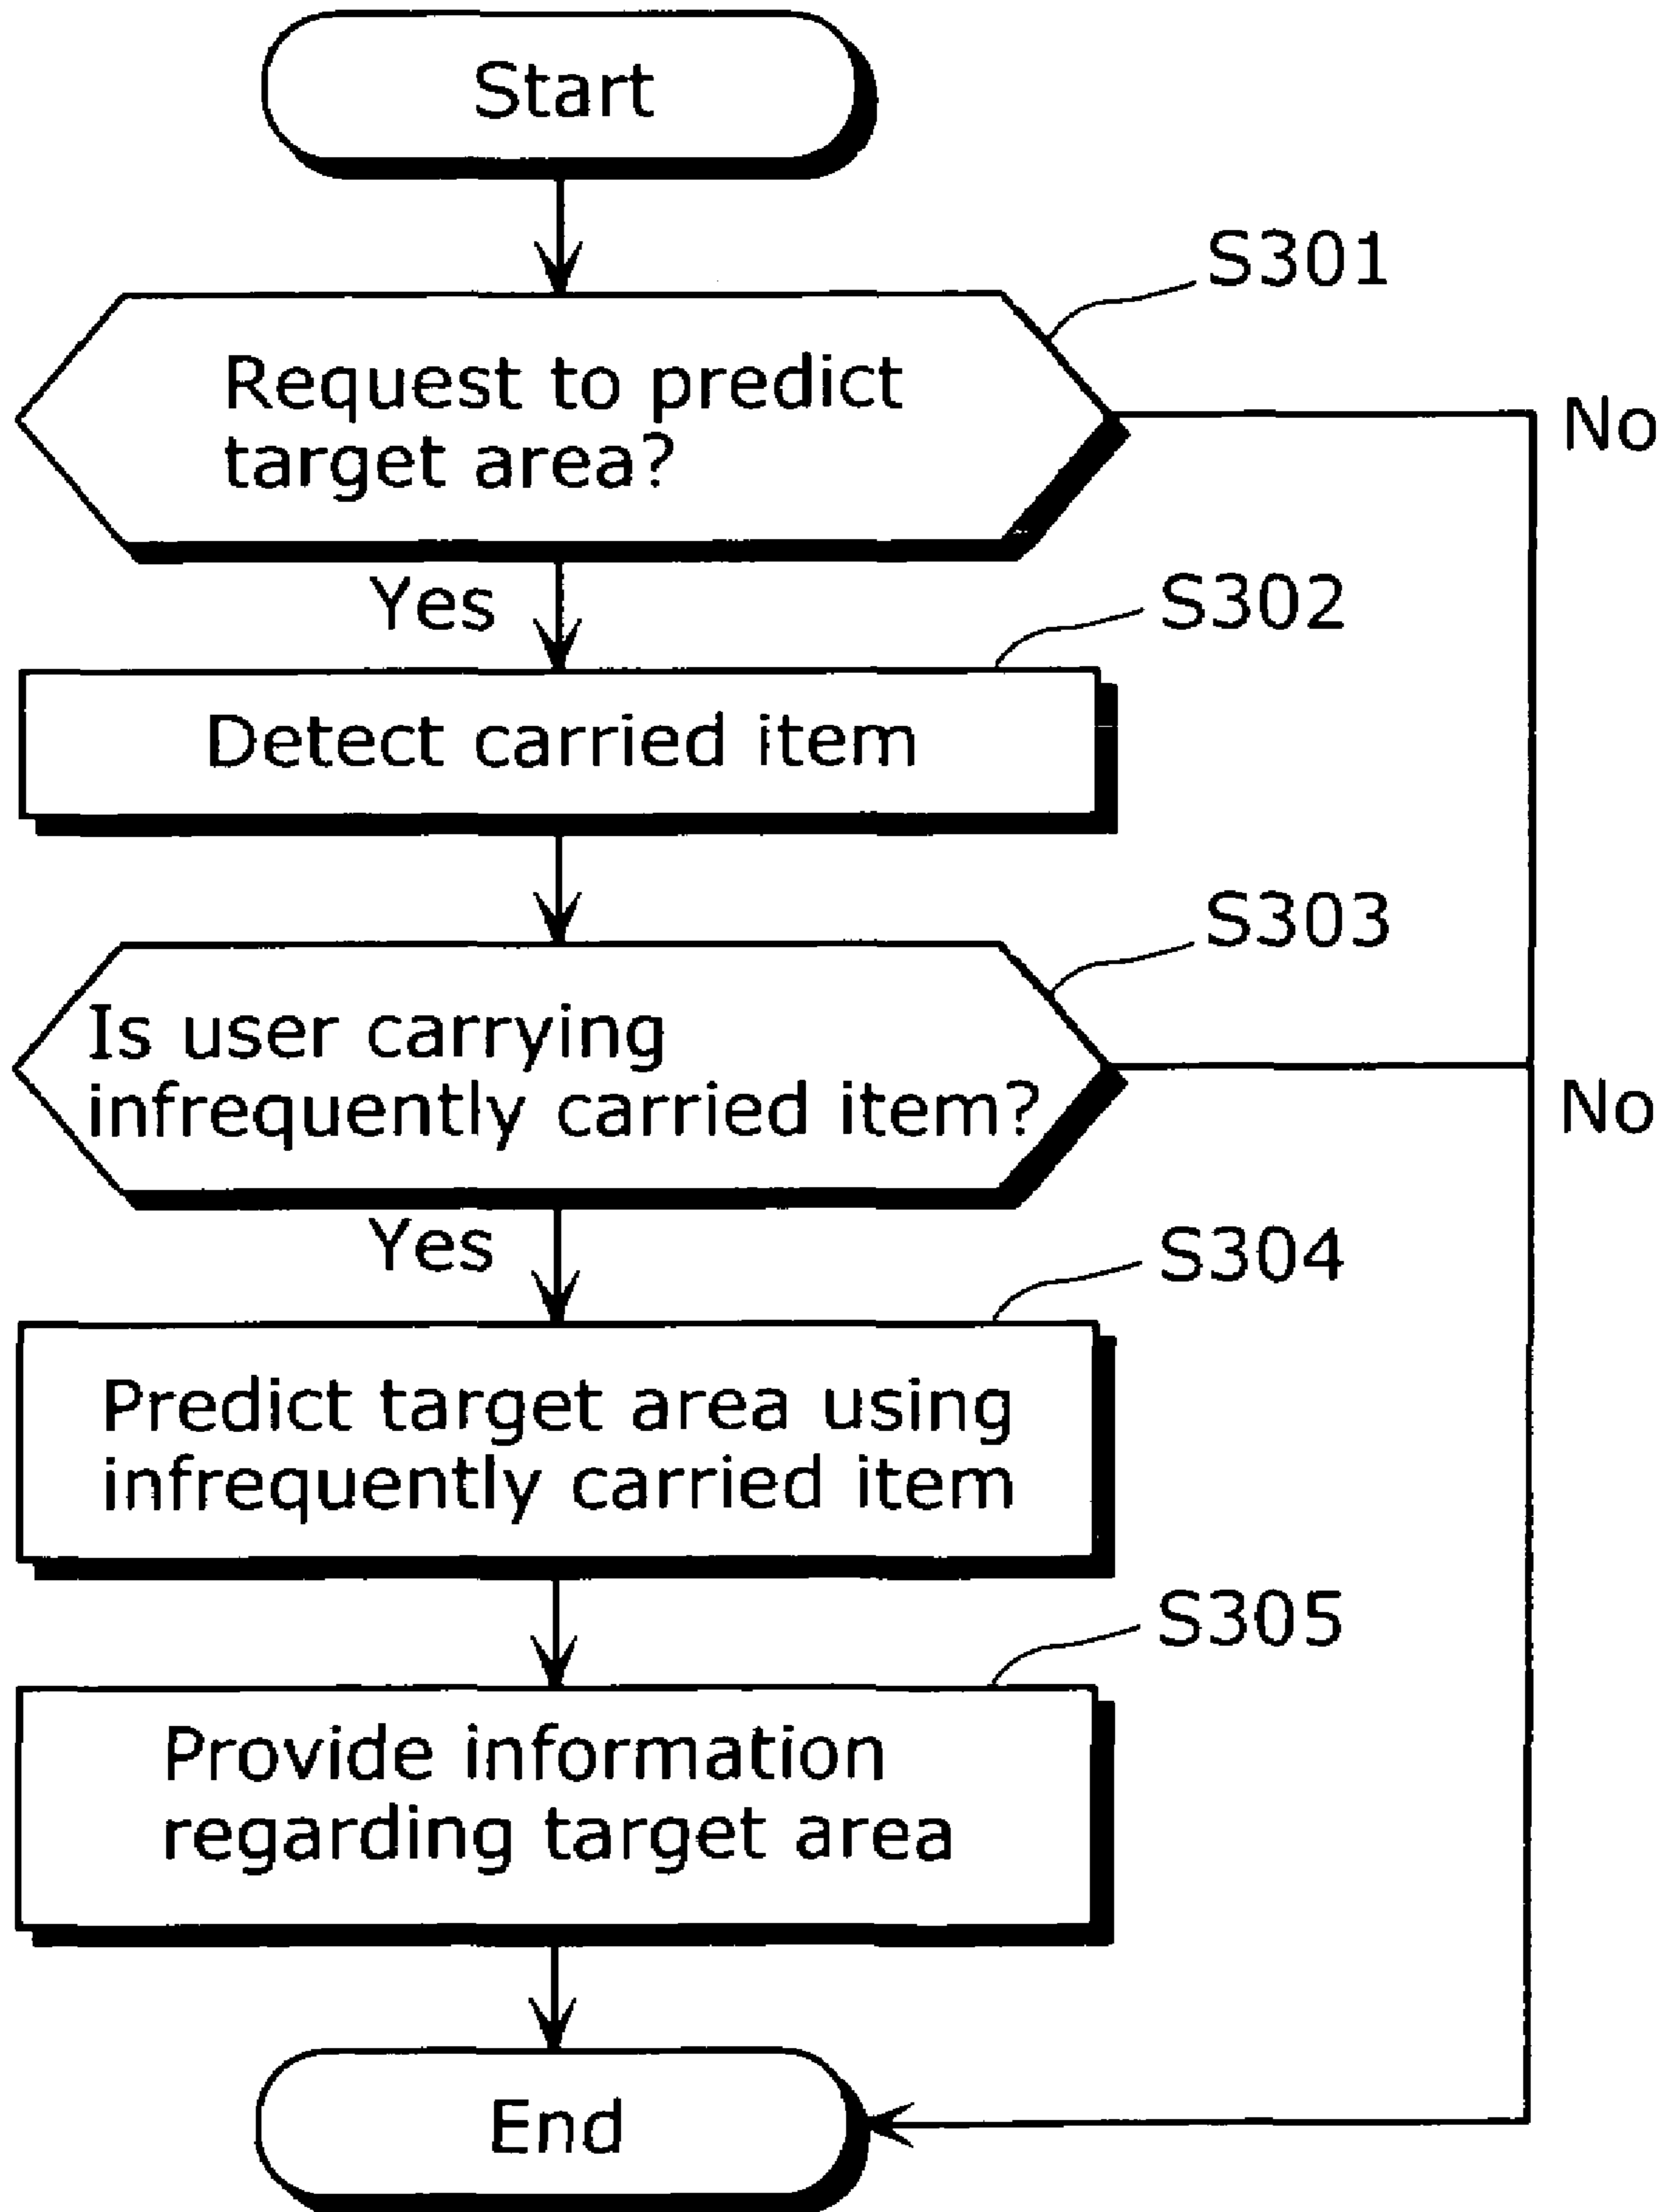 Start
S301
Request to predict
target area?
No
Yes
S302
Detect carried item
S303
Is user carrying
infrequently carried item?
No
Yes
S304
Predict target area using
infrequently carried item
S305
Provide information
regarding target area
End